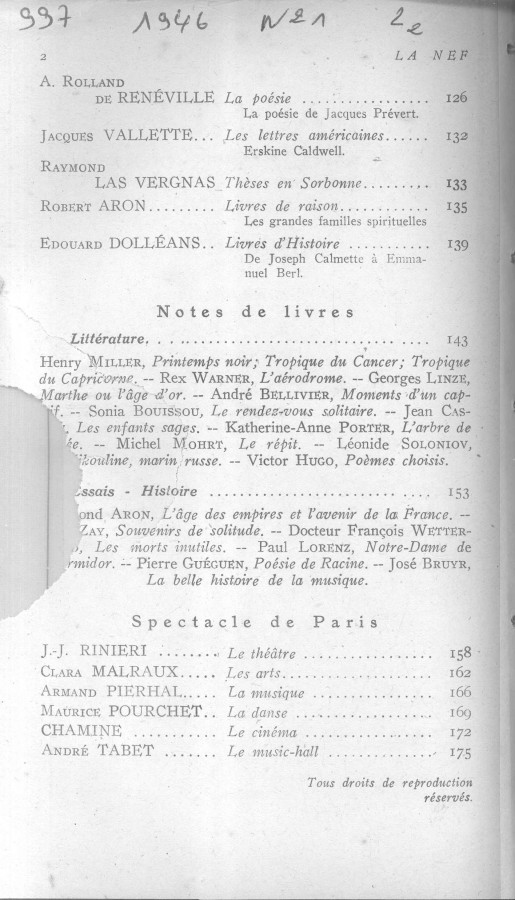 997 1946 N21
2 LA NEF
A. ROLLAND
DE RENÉVILLE La poésie ................. 126
La poésie de Jacques Prévert.
JACQUES VALLETTE... Les lettres américaines...... 132
Erskine Caldwell.
RAYMOND
LAS VERGNAS Thèses en Sorbonne......... 133
ROBERT ARON......... Livres de raison............ 135
Les grandes familles spirituelles
EDOUARD DOLLÉANS.. Livres d'Histoire ........... 139
De Joseph Calmette à Emma-
nuel Berl.
Notes de livres
Littérature. ................................. 143
Henry MILLER, Printemps noir; Tropique du Cancer; Tropique
du Capricorne. -- Rex WARNER, L'aérodrome. -- Georges LINZE,
Marthe ou l'âge d'or. -- André BELLIVIER, Moments d'un cap-
if. -- Sonia BOUISSOU, Le rendez-vous solitaire. -- Jean CAS-
Les enfants sages. -- Katherine-Anne PORTER, L'arbre de
ée. -- Michel MOHRT, Le répit. -- Léonide SOLONIOV,
ikouline, marin russe. -- Victor HUGO, Poèmes choisis.
Essais - Histoire ............................ 153
ond ARON, L'âge des empires et l'avenir de la France. --
ZAY, Souvenirs de solitude. -- Docteur François WETTER-
Les morts inutiles. -- Paul LORENZ, Notre-Dame de
rmidor. -- Pierre GUÉGUEN, Poésie de Racine. -- José BRUYR,
La belle histoire de la musique.
Spectacle de Paris
J.-J. RINIERI ........ Le théâtre ................. 158
CLARA MALRAUX..... Les arts.................... 162
ARMAND PIERHAL..... La musique ................ 166
MAURICE POURCHET.. La danse .................. 169
CHAMINE ........... Le cinéma ................. 172
ANDRÉ TABET ....... Le music-hall .............. 175
Tous droits de reproduction
réservés.